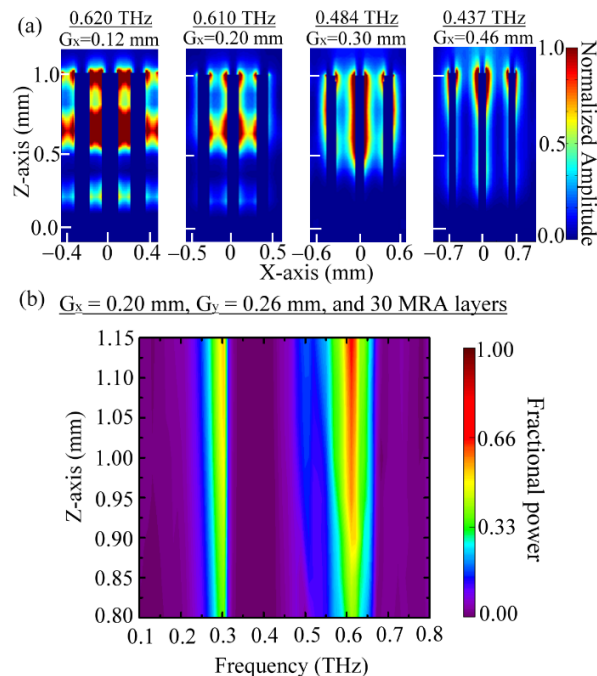 (a)
0.620 THz 0.610 THz 0.484 THz 0.437 THz
Gx=0.12 mm Gx=0.20 mm Gx=0.30 mm Gx=0.46 mm
Z-axis (mm)
1.0
0.5
0.0
−0.4 0 0.4
−0.5 0 0.5
−0.6 0 0.6
−0.7 0 0.7
X-axis (mm)
1.0
0.0
Normalized Amplitude
(b) Gx = 0.20 mm, Gy = 0.26 mm, and 30 MRA layers
Z-axis (mm)
1.15
1.10
1.05
1.00
0.95
0.90
0.85
0.80
0.1 0.2 0.3 0.4 0.5 0.6 0.7 0.8
Frequency (THz)
1.00
0.66
0.33
0.00
Fractional power